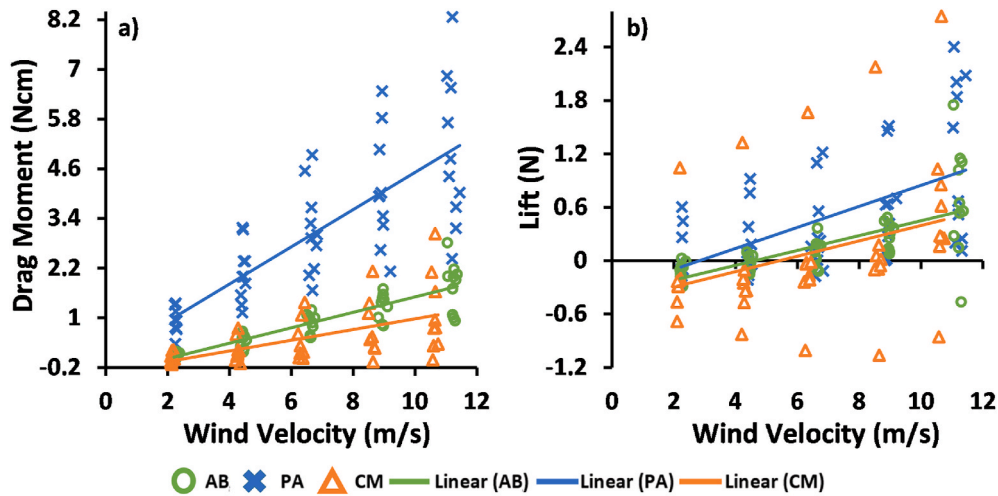 a)
8.2
7
5.8
4.6
3.4
2.2
1
-0.2
Drag Moment (Ncm)
2 4 6 8 10 12
Wind Velocity (m/s)
b)
2.4
1.8
1.2
0.6
0
-0.6
-1.2
Lift (N)
0 2 4 6 8 10 12
Wind Velocity (m/s)
AB PA CM Linear (AB) Linear (PA) Linear (CM)